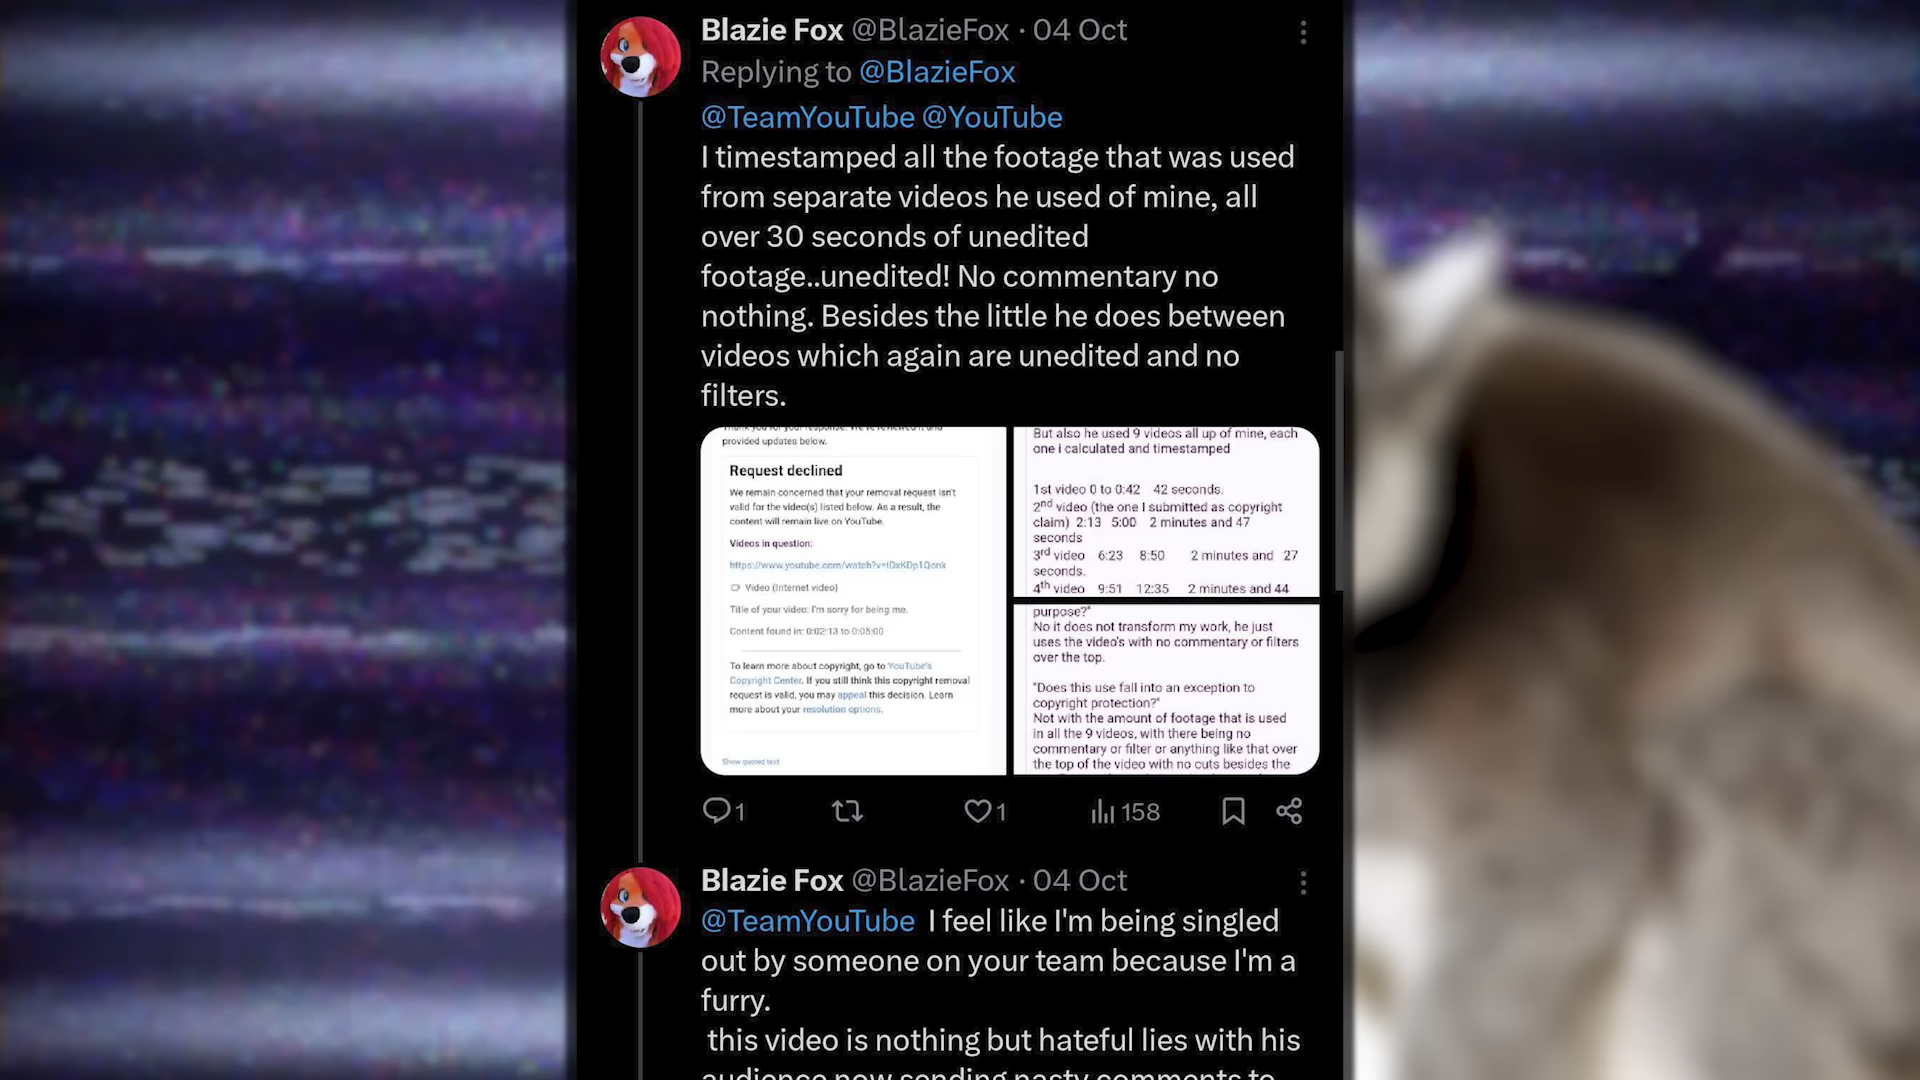 Blazie Fox @BlazieFox · 04 Oct
Replying to @BlazieFox
@TeamYouTube @YouTube
I timestamped all the footage that was used
from separate videos he used of mine, all
over 30 seconds of unedited
footage..unedited! No commentary no
nothing. Besides the little he does between
videos which again are unedited and no
filters.
provided updates below.
Request declined
We remain concerned that your removal request isn't
valid for the video(s) listed below. As a result, the
content will remain live on YouTube.
Videos in question:
https://www.youtube.com/watch?v=
Video (Internet video)
Title of your video: I'm sorry for being me.
Content found in: 0:02:13 to 0:05:00
To learn more about copyright, go to YouTube's
Copyright Center. If you still think this copyright removal
request is valid, you may appeal this decision. Learn
more about your resolution options.
Show quoted text
But also he used 9 videos all up of mine, each
one i calculated and timestamped
1st video 0 to 0:42 42 seconds.
2nd video (the one I submitted as copyright
claim) 2:13 5:00 2 minutes and 47
seconds
3rd video 6:23 8:50 2 minutes and 27
seconds.
4th video 9:51 12:35 2 minutes and 44
purpose?"
No it does not transform my work, he just
uses the video's with no commentary or filters
over the top.
"Does this use fall into an exception to
copyright protection?"
Not with the amount of footage that is used
in all the 9 videos, with there being no
commentary or filter or anything like that over
the top of the video with no cuts besides the
1 1 158
Blazie Fox @BlazieFox · 04 Oct
@TeamYouTube I feel like I'm being singled
out by someone on your team because I'm a
furry.
this video is nothing but hateful lies with his
audience now sending nasty comments to